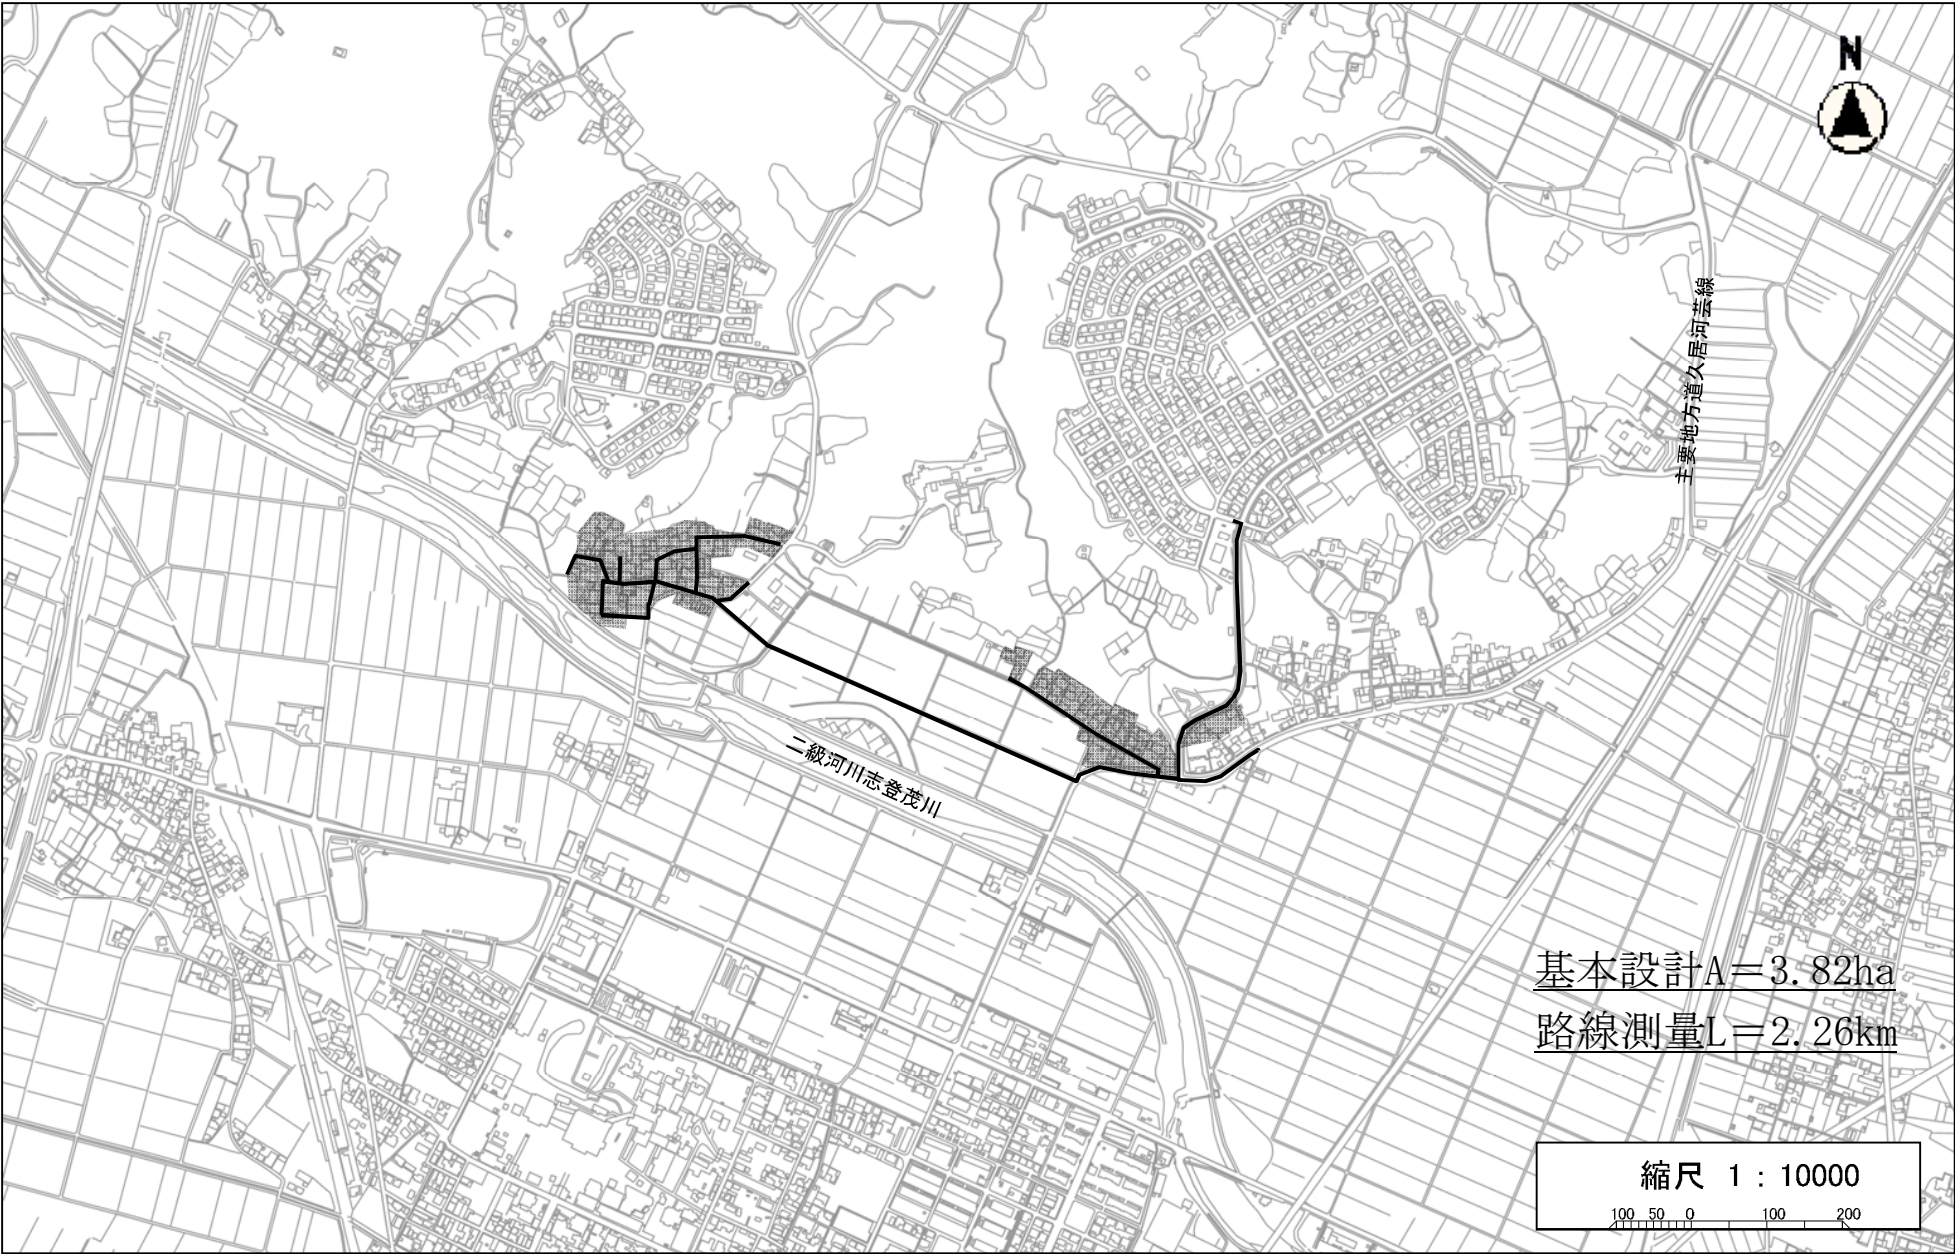 N
主要地方道久居河芸線
二級河川志登茂川
基本設計A＝3.82ha
路線測量L＝2.26km
縮尺 1：10000
100 50 0 100 200